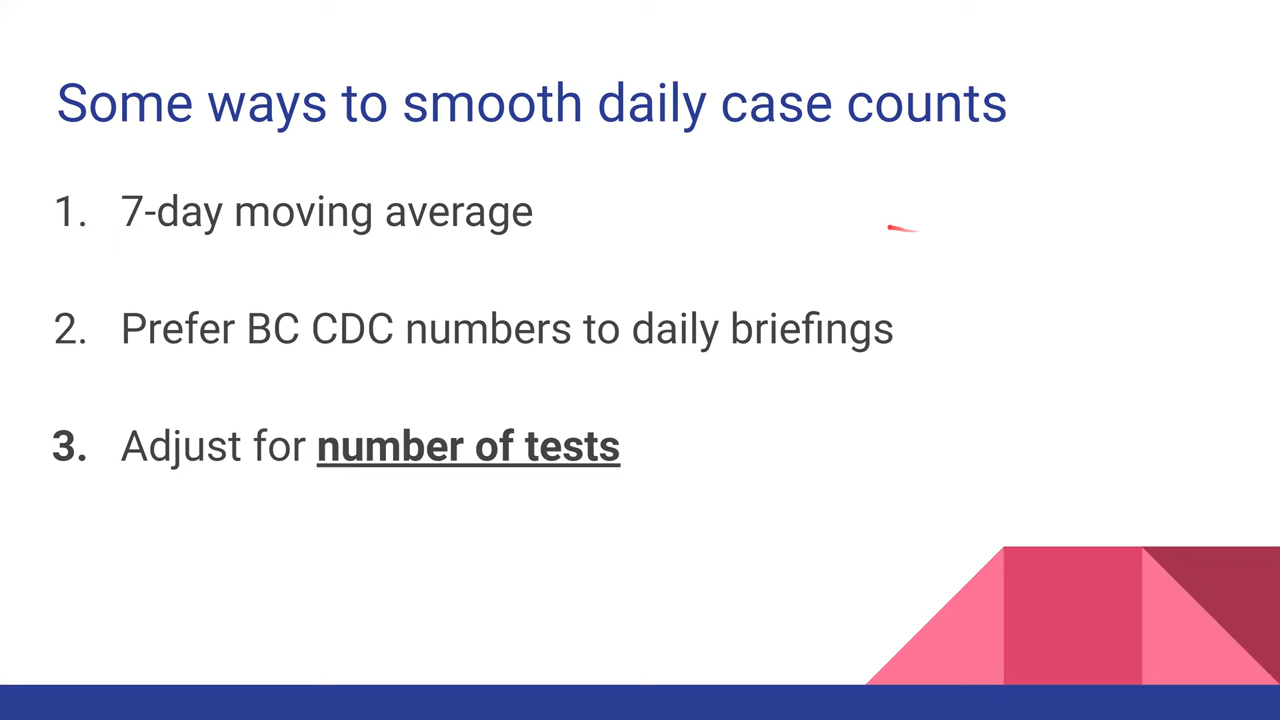 Some ways to smooth daily case counts
1. 7-day moving average
2. Prefer BC CDC numbers to daily briefings
3. Adjust for number of tests